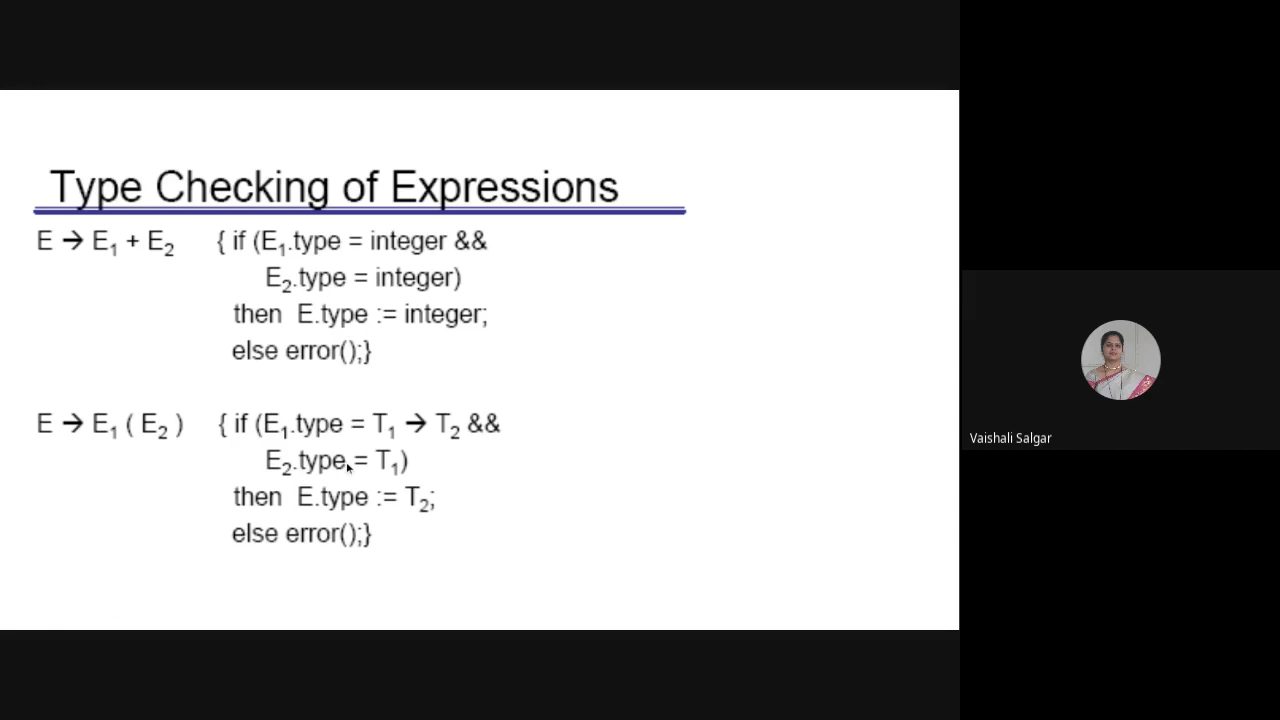 Type Checking of Expressions
E → E₁ + E₂ { if (E₁.type = integer &&
E₂.type = integer)
then E.type := integer;
else error();}
E → E₁ ( E₂ ) { if (E₁.type = T₁ → T₂ &&
E₂.type = T₁)
then E.type := T₂;
else error();}
Vaishali Salgar